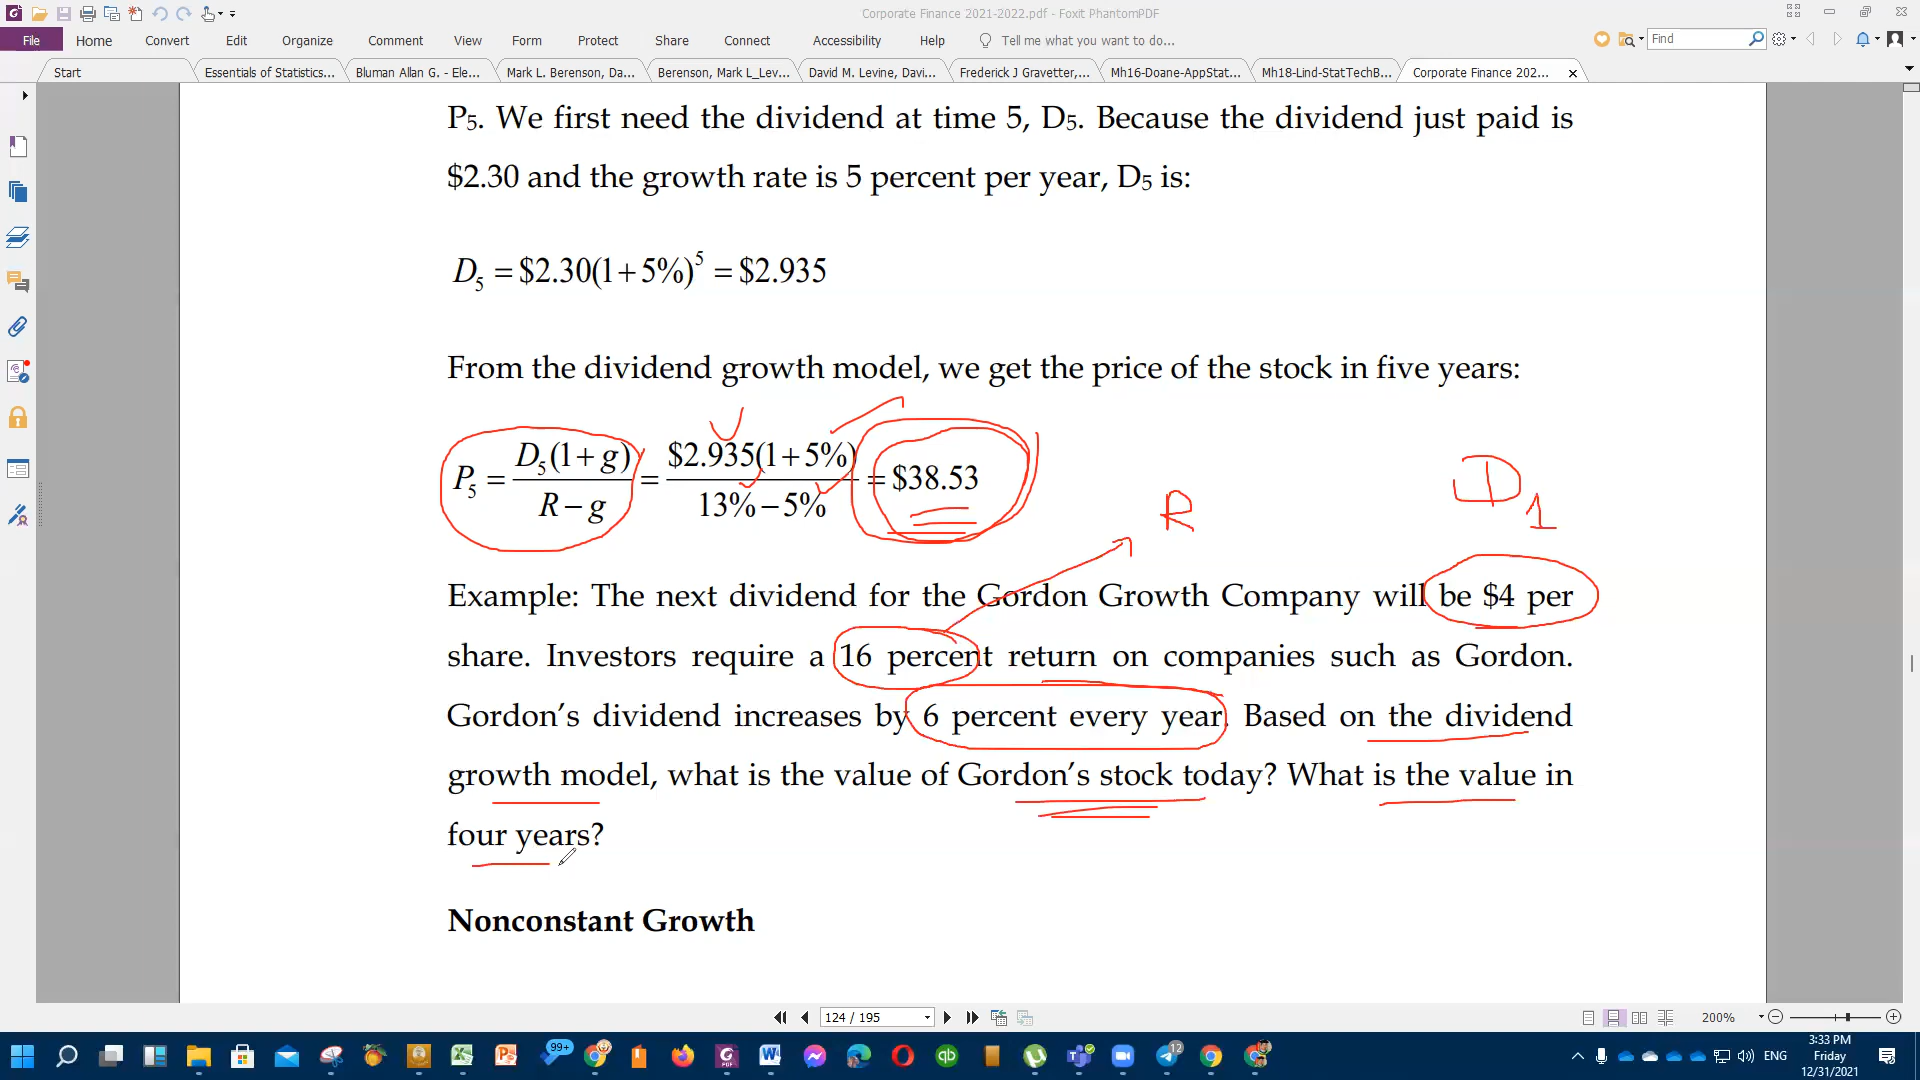 Corporate Finance 2021-2022.pdf - Foxit PhantomPDF
File Home Convert Edit Organize Comment View Form Protect Share Connect Accessibility Help Tell me what you want to do... Find
Start Essentials of Statistics... Bluman Allan G. - Ele... Mark L. Berenson, Da... Berenson, Mark L_Lev... David M. Levine, Davi... Frederick J Gravetter,... Mh16-Doane-AppStat... Mh18-Lind-StatTechB... Corporate Finance 202...
P5. We first need the dividend at time 5, D5. Because the dividend just paid is
$2.30 and the growth rate is 5 percent per year, D5 is:
D5 = $2.30(1+5%)^5 = $2.935
From the dividend growth model, we get the price of the stock in five years:
P5 = D5(1+g) / R−g = $2.935(1+5%) / 13%−5% = $38.53
R D1
Example: The next dividend for the Gordon Growth Company will be $4 per
share. Investors require a 16 percent return on companies such as Gordon.
Gordon's dividend increases by 6 percent every year. Based on the dividend
growth model, what is the value of Gordon's stock today? What is the value in
four years?
Nonconstant Growth
124 / 195 200%
99+ 12 ENG 3:33 PM
Friday
12/31/2021